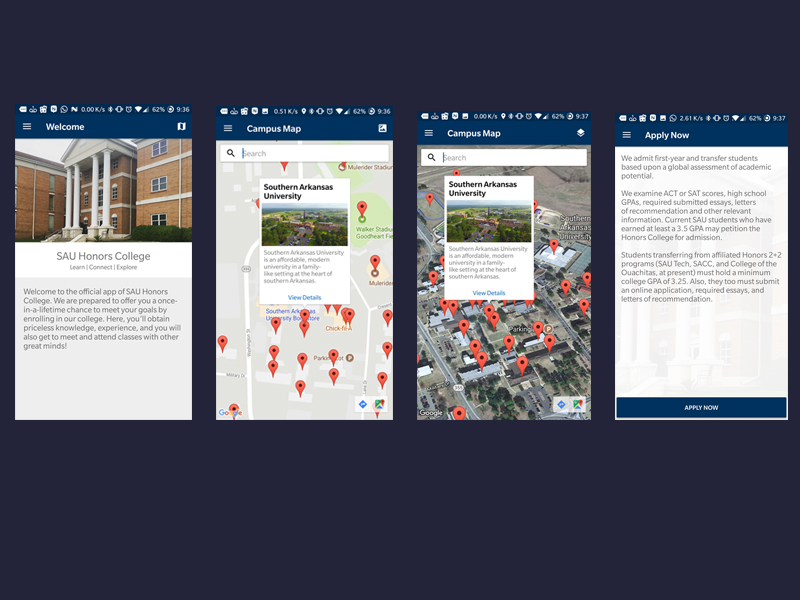 0.00 K/s 62% 9:36
Welcome
SAU Honors College
Learn | Connect | Explore
Welcome to the official app of SAU Honors
College. We are prepared to offer you a once-
in-a-lifetime chance to meet your goals by
enrolling in our college. Here, you'll obtain
priceless knowledge, experience, and you will
also get to meet and attend classes with other
great minds!
0.51 K/s 62% 9:36
Campus Map
Search
Mulerider Stadiu
Southern Arkansas
University
Walker Stadium
Goodheart Fiel
Southern Arkansas University
is an affordable, modern
university in a family-
like setting at the heart of
southern Arkansas.
View Details
Mulerider
Southern Ar
University Bo
Chick-fil-A
Washington St
Parking Lot
P
Google
0.00 K/s 62% 9:37
Campus Map
Search
Southern Arkansas
University
Southern
Arkansas
University
Southern Arkansas University
is an affordable, modern
university in a family-
like setting at the heart of
southern Arkansas.
View Details
Parking
P
355
Google
2.61 K/s 62% 9:37
Apply Now
We admit first-year and transfer students
based upon a global assessment of academic
potential.
We examine ACT or SAT scores, high school
GPAs, required submitted essays, letters
of recommendation and other relevant
information. Current SAU students who have
earned at least a 3.5 GPA may petition the
Honors College for admission.
Students transferring from affiliated Honors 2+2
programs (SAU Tech, SACC, and College of the
Ouachitas, at present) must hold a minimum
college GPA of 3.25. Also, they too must submit
an online application, required essays, and
letters of recommendation.
APPLY NOW